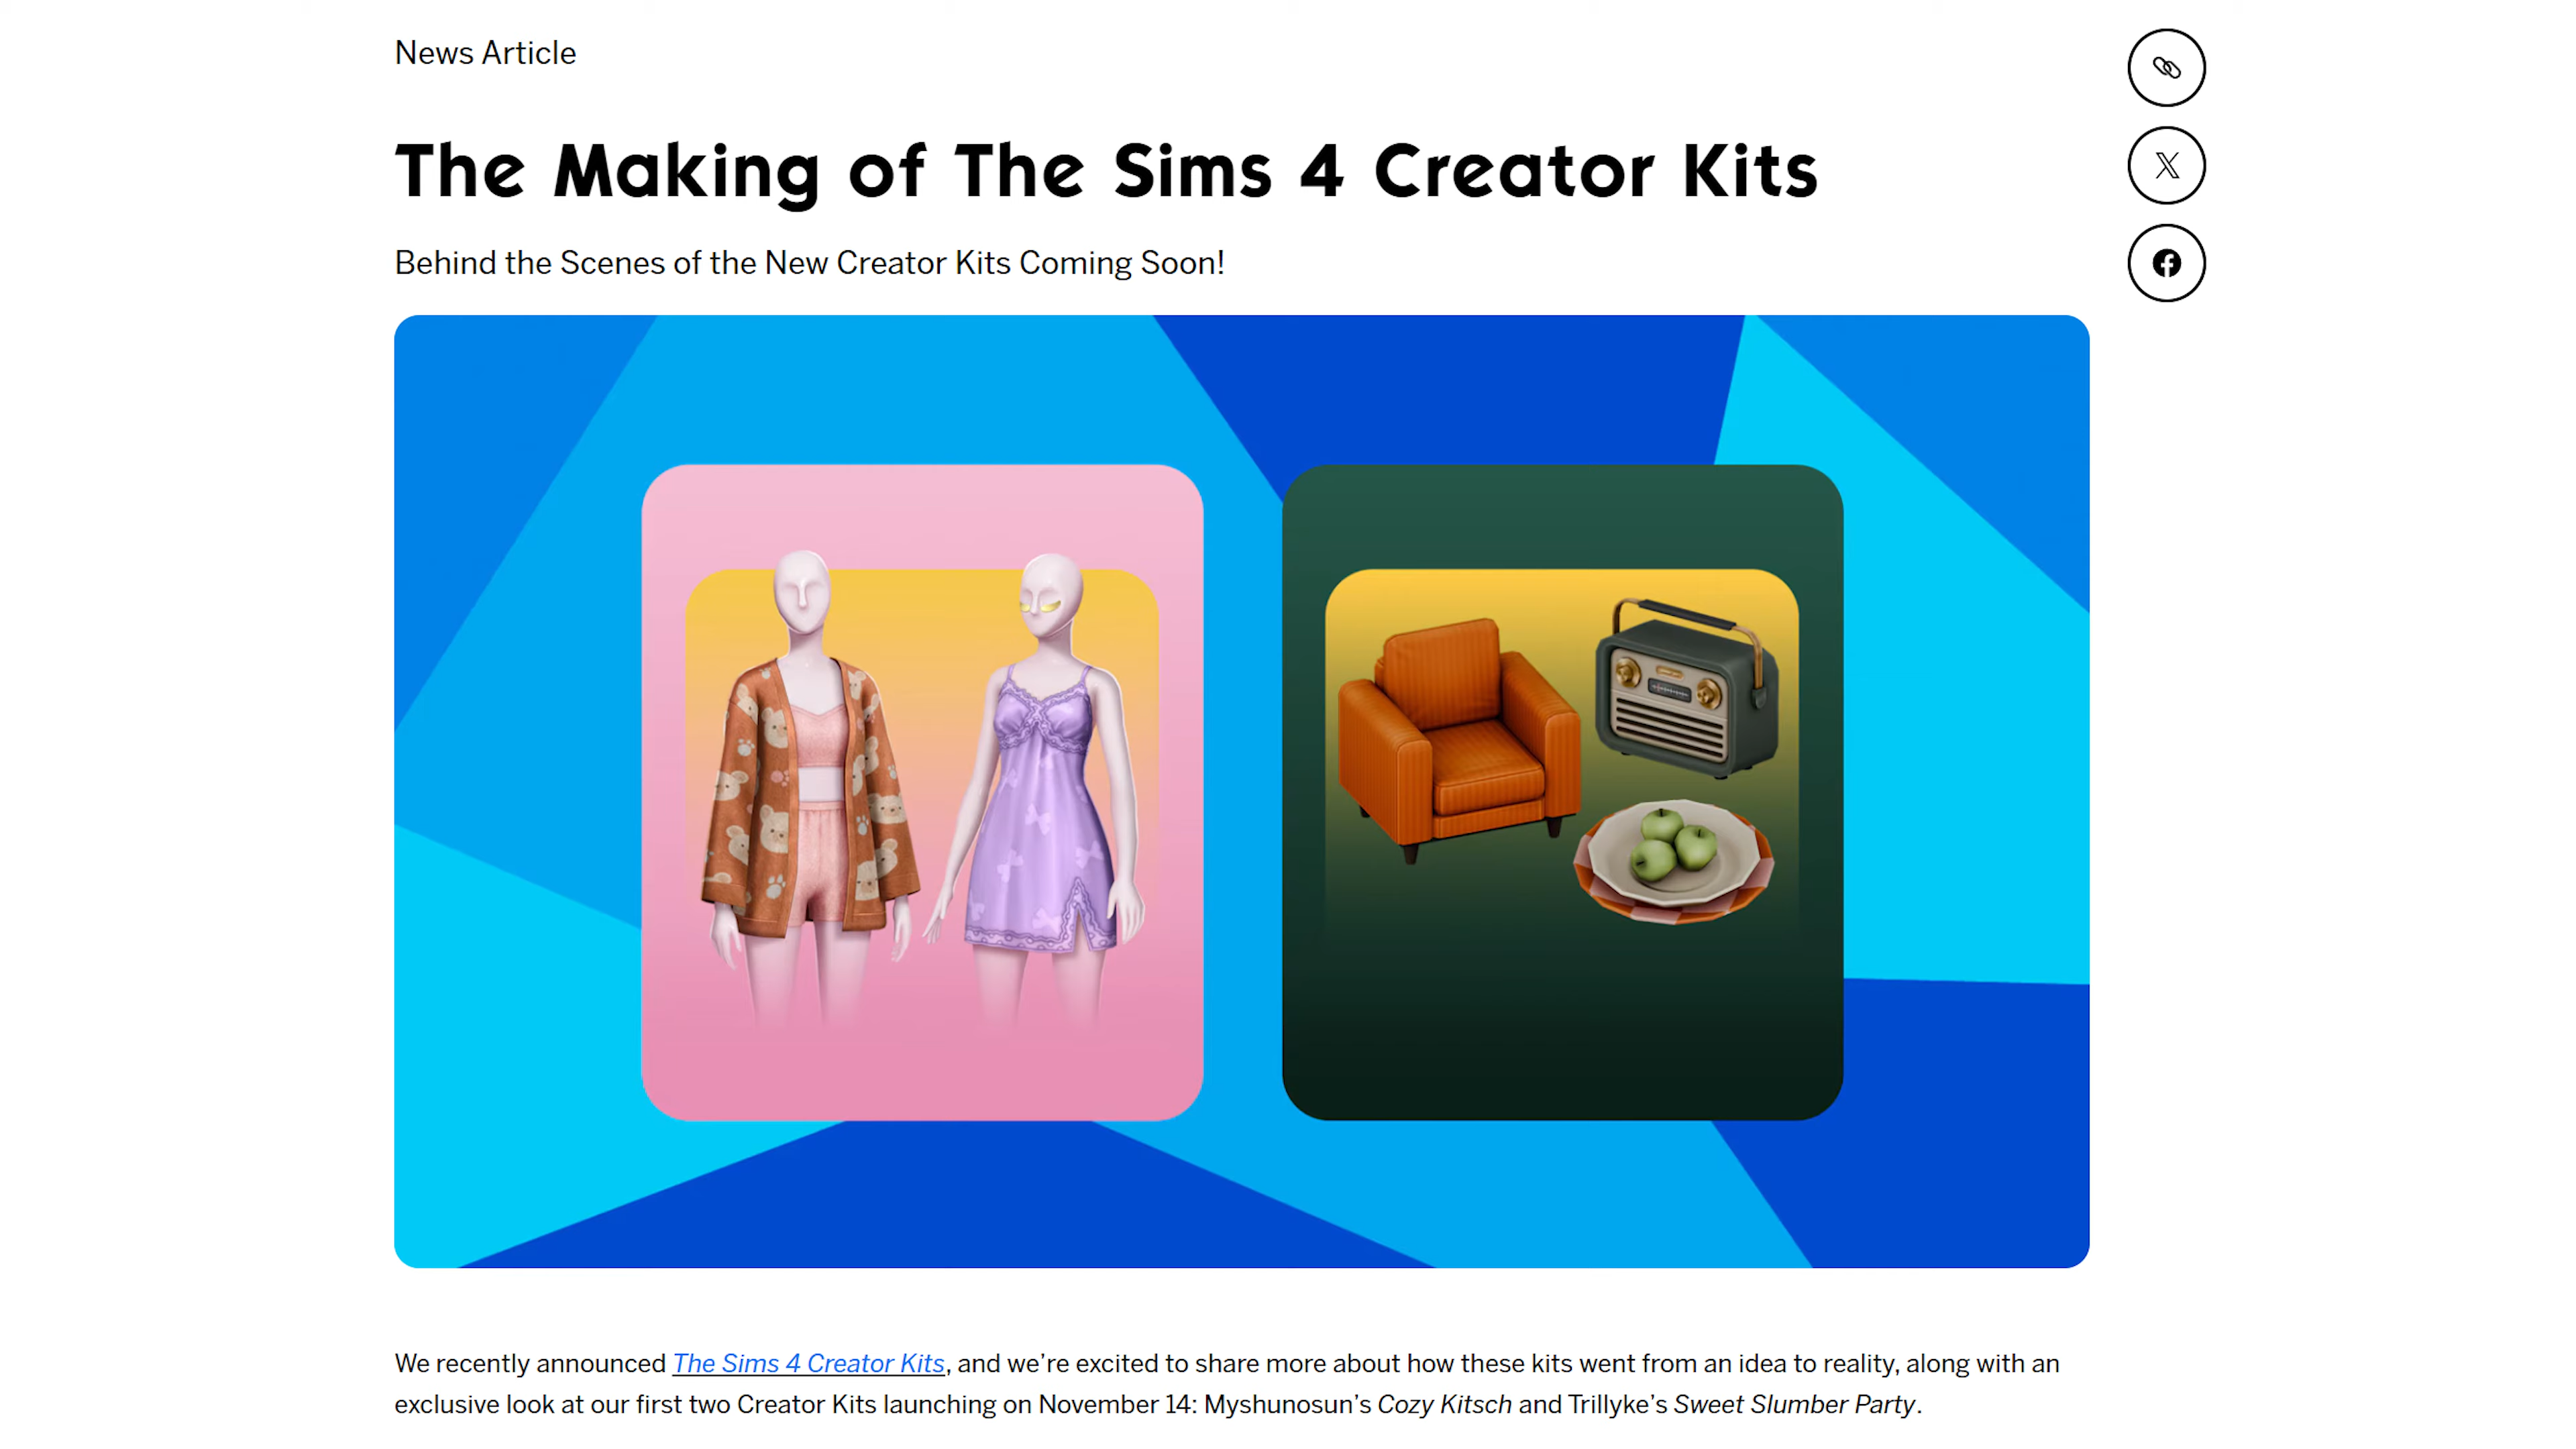 News Article
The Making of The Sims 4 Creator Kits
Behind the Scenes of the New Creator Kits Coming Soon!
We recently announced The Sims 4 Creator Kits, and we’re excited to share more about how these kits went from an idea to reality, along with an
exclusive look at our first two Creator Kits launching on November 14: Myshunosun’s Cozy Kitsch and Trillyke’s Sweet Slumber Party.